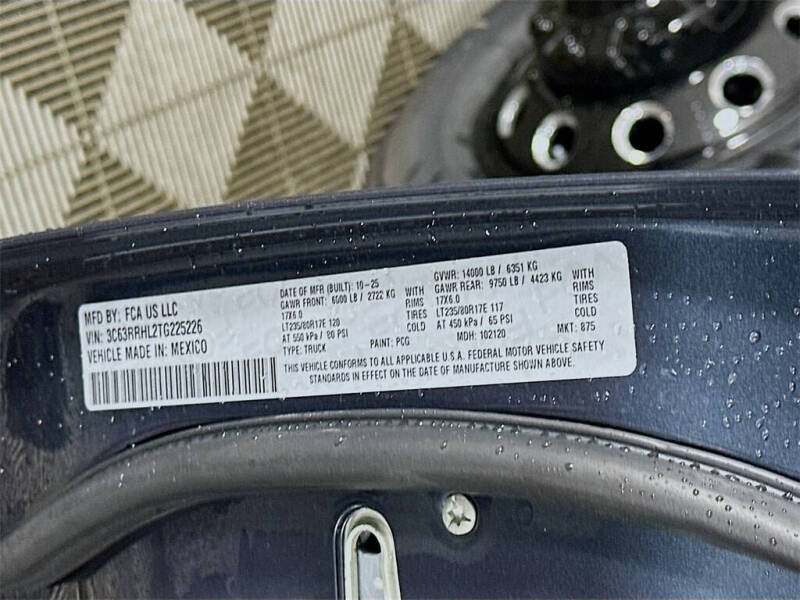 MFD BY: FCA US LLC
VIN: 3C63RRHL2TG225226
VEHICLE MADE IN: MEXICO
DATE OF MFR (BUILT): 10-25
GAWR FRONT: 6000 LB / 2722 KG WITH
17X6.0 RIMS
LT235/80R17E 120 TIRES
AT 550 kPa / 80 PSI COLD
TYPE: TRUCK PAINT: PCG
GVWR: 14000 LB / 6351 KG
GAWR REAR: 9750 LB / 4423 KG WITH
17X6.0 RIMS
LT235/80R17E 117 TIRES
AT 450 kPa / 65 PSI COLD
MDH: 102120 MKT: 875
THIS VEHICLE CONFORMS TO ALL APPLICABLE U.S.A. FEDERAL MOTOR VEHICLE SAFETY
STANDARDS IN EFFECT ON THE DATE OF MANUFACTURE SHOWN ABOVE.